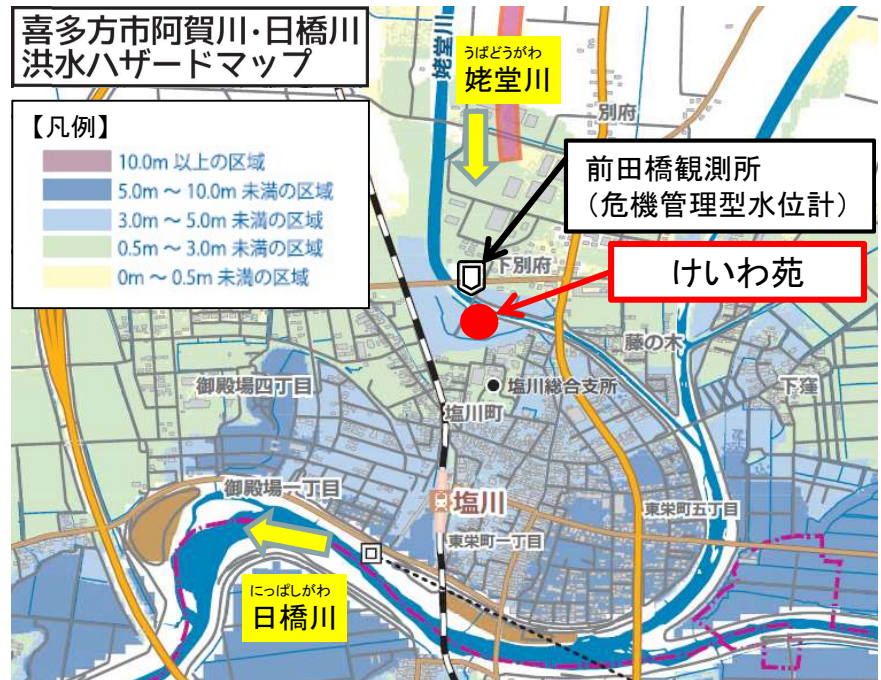 喜多方市阿賀川・日橋川
洪水ハザードマップ
【凡例】
10.0m 以上の区域
5.0m ～ 10.0m 未満の区域
3.0m ～ 5.0m 未満の区域
0.5m ～ 3.0m 未満の区域
0m ～ 0.5m 未満の区域
姥堂川
うばどうがわ
姥堂川
別府
前田橋観測所
（危機管理型水位計）
下別府
けいわ苑
藤の木
御殿場四丁目
塩川総合支所
下窪
塩川町
御殿場一丁目
塩川
東栄町五丁目
東栄町一丁目
にっぱしがわ
日橋川